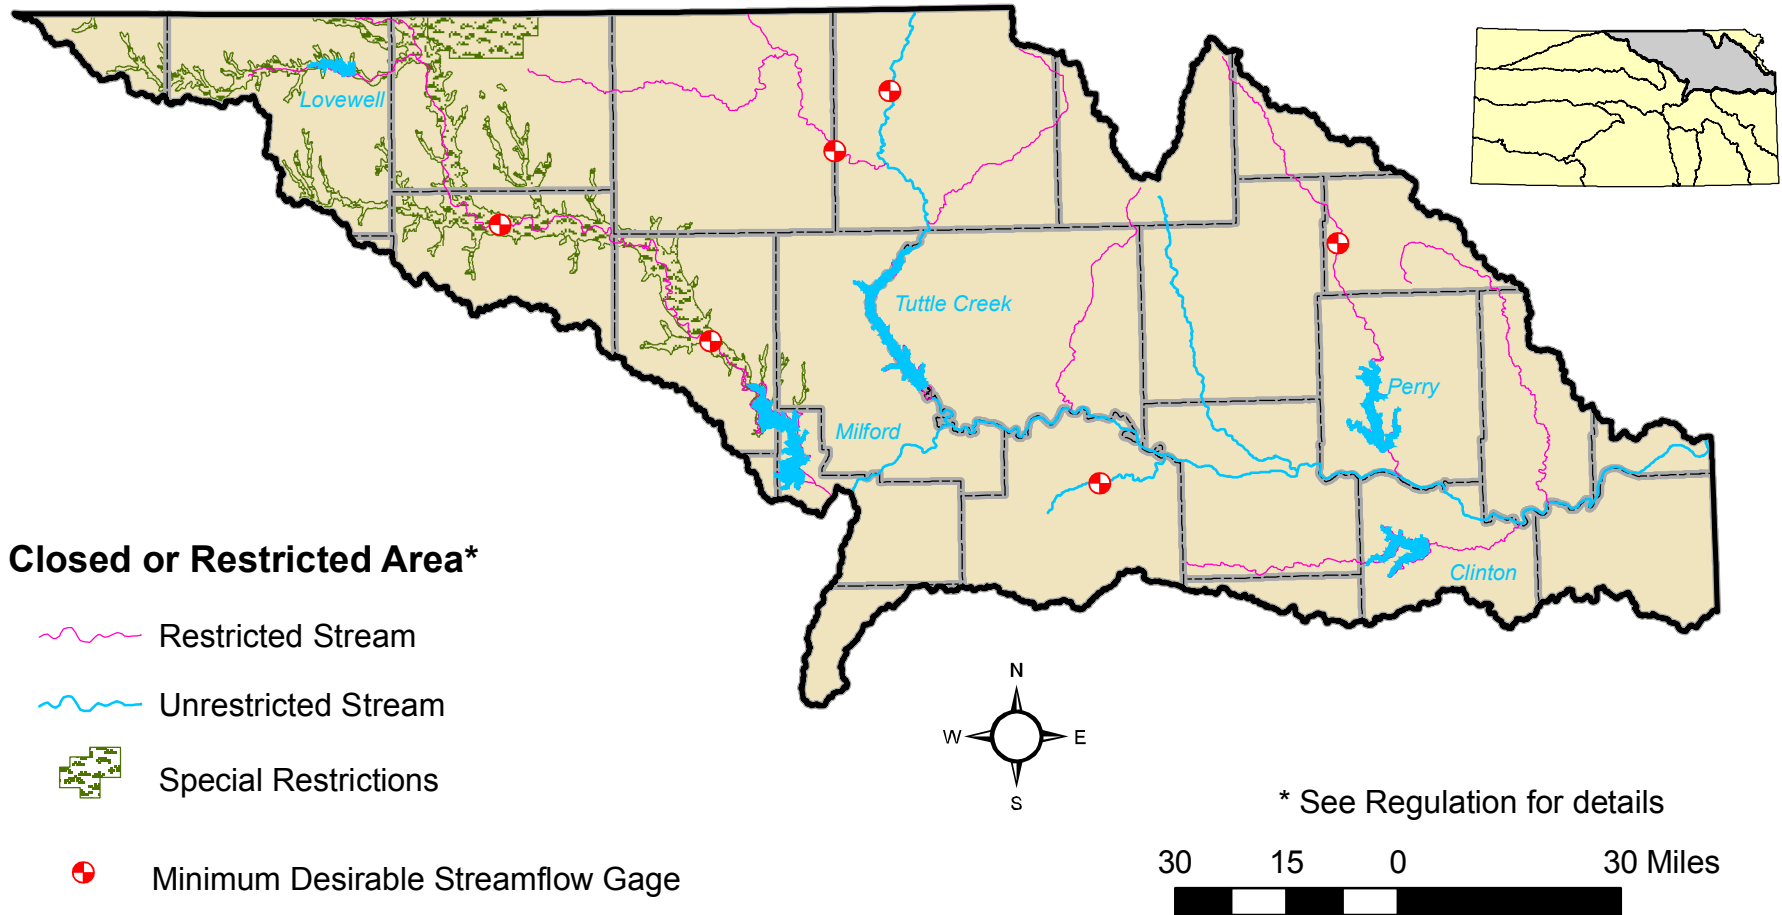 Lovewell
Tuttle Creek
Perry
Milford
Clinton
Closed or Restricted Area*
Restricted Stream
Unrestricted Stream
Special Restrictions
Minimum Desirable Streamflow Gage
N
W E
S
* See Regulation for details
30 15 0 30 Miles